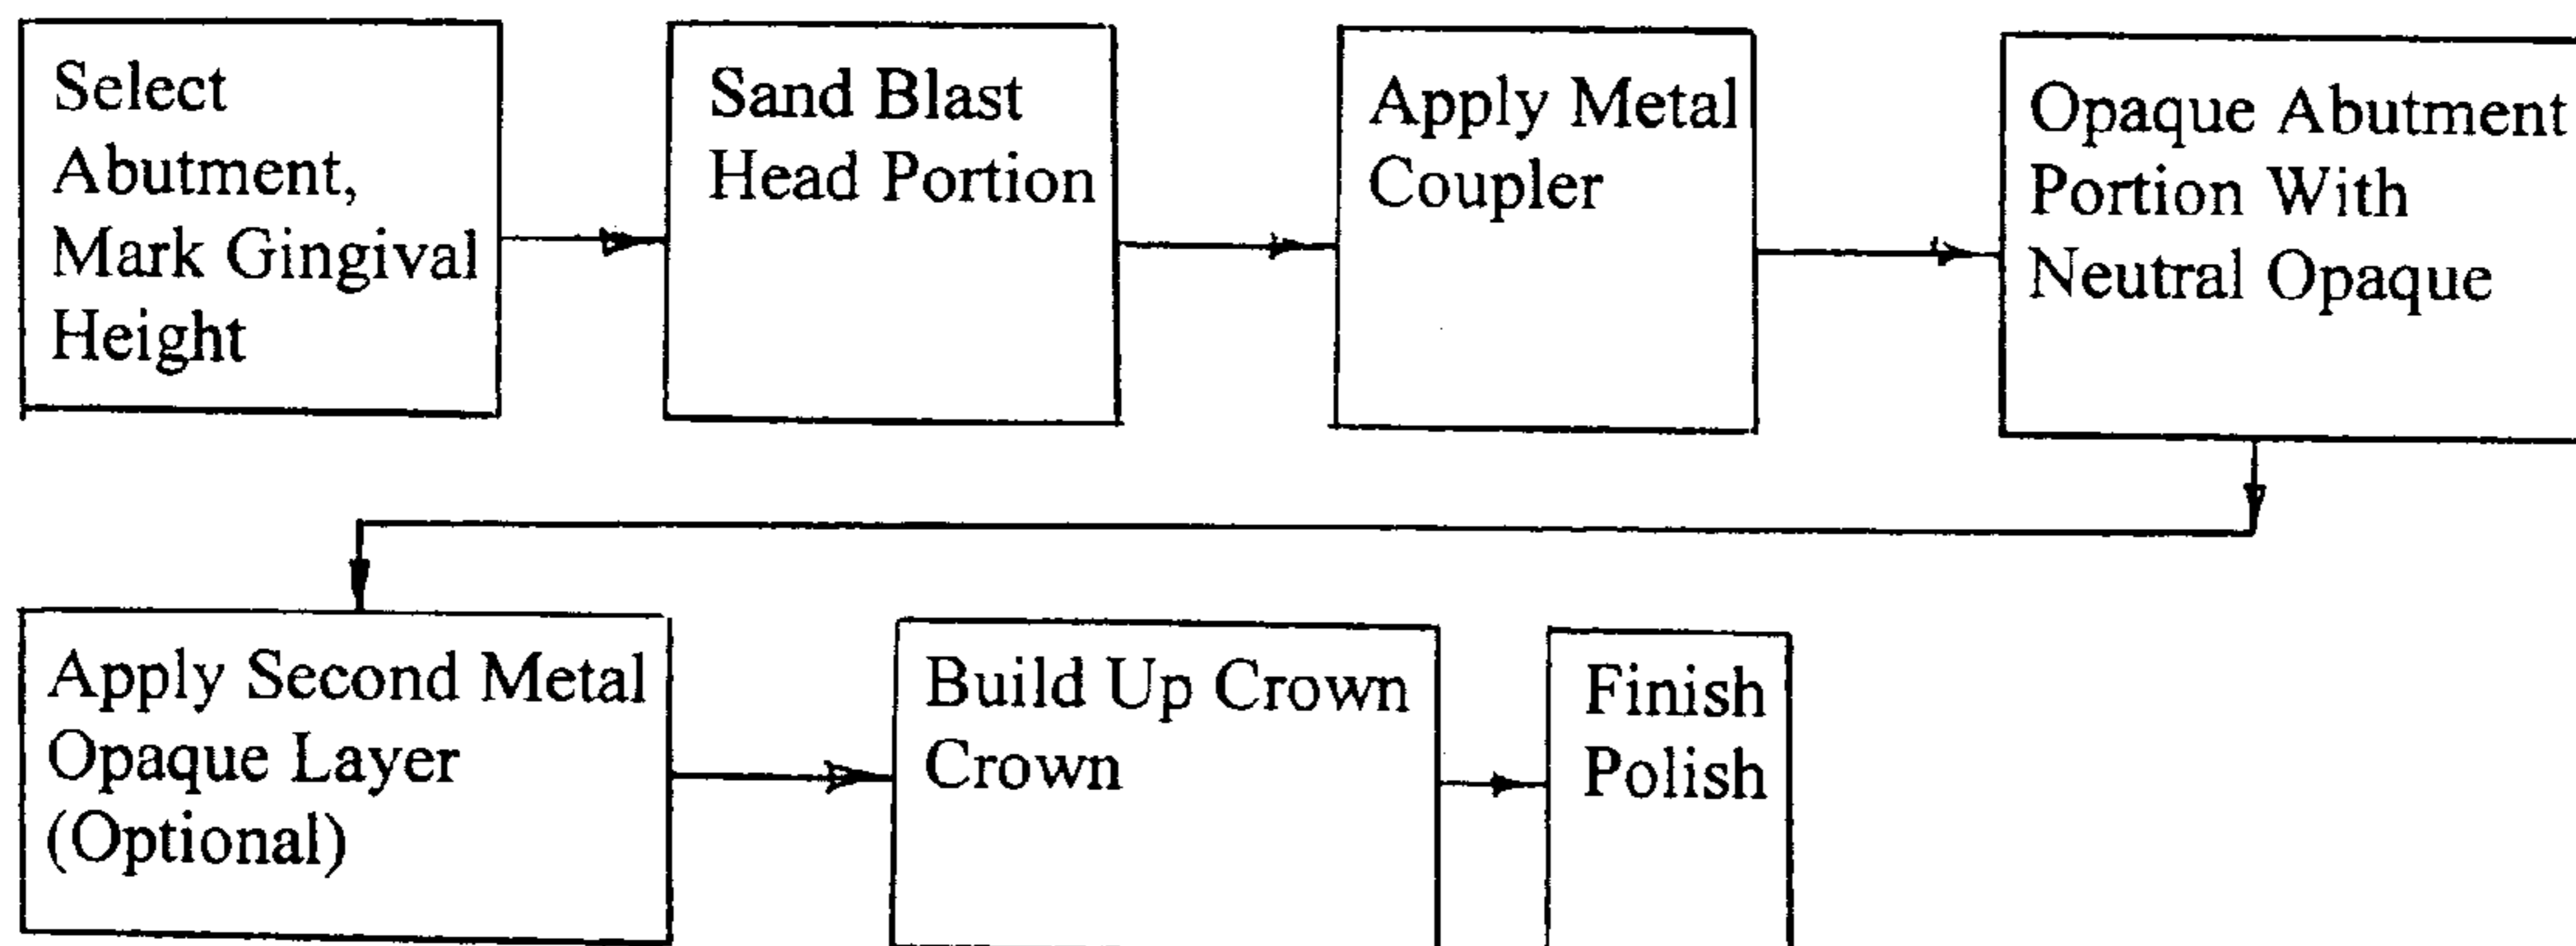 Select
Abutment,
Mark Gingival
Height
Sand Blast
Head Portion
Apply Metal
Coupler
Opaque Abutment
Portion With
Neutral Opaque
Apply Second Metal
Opaque Layer
(Optional)
Build Up Crown
Crown
Finish
Polish